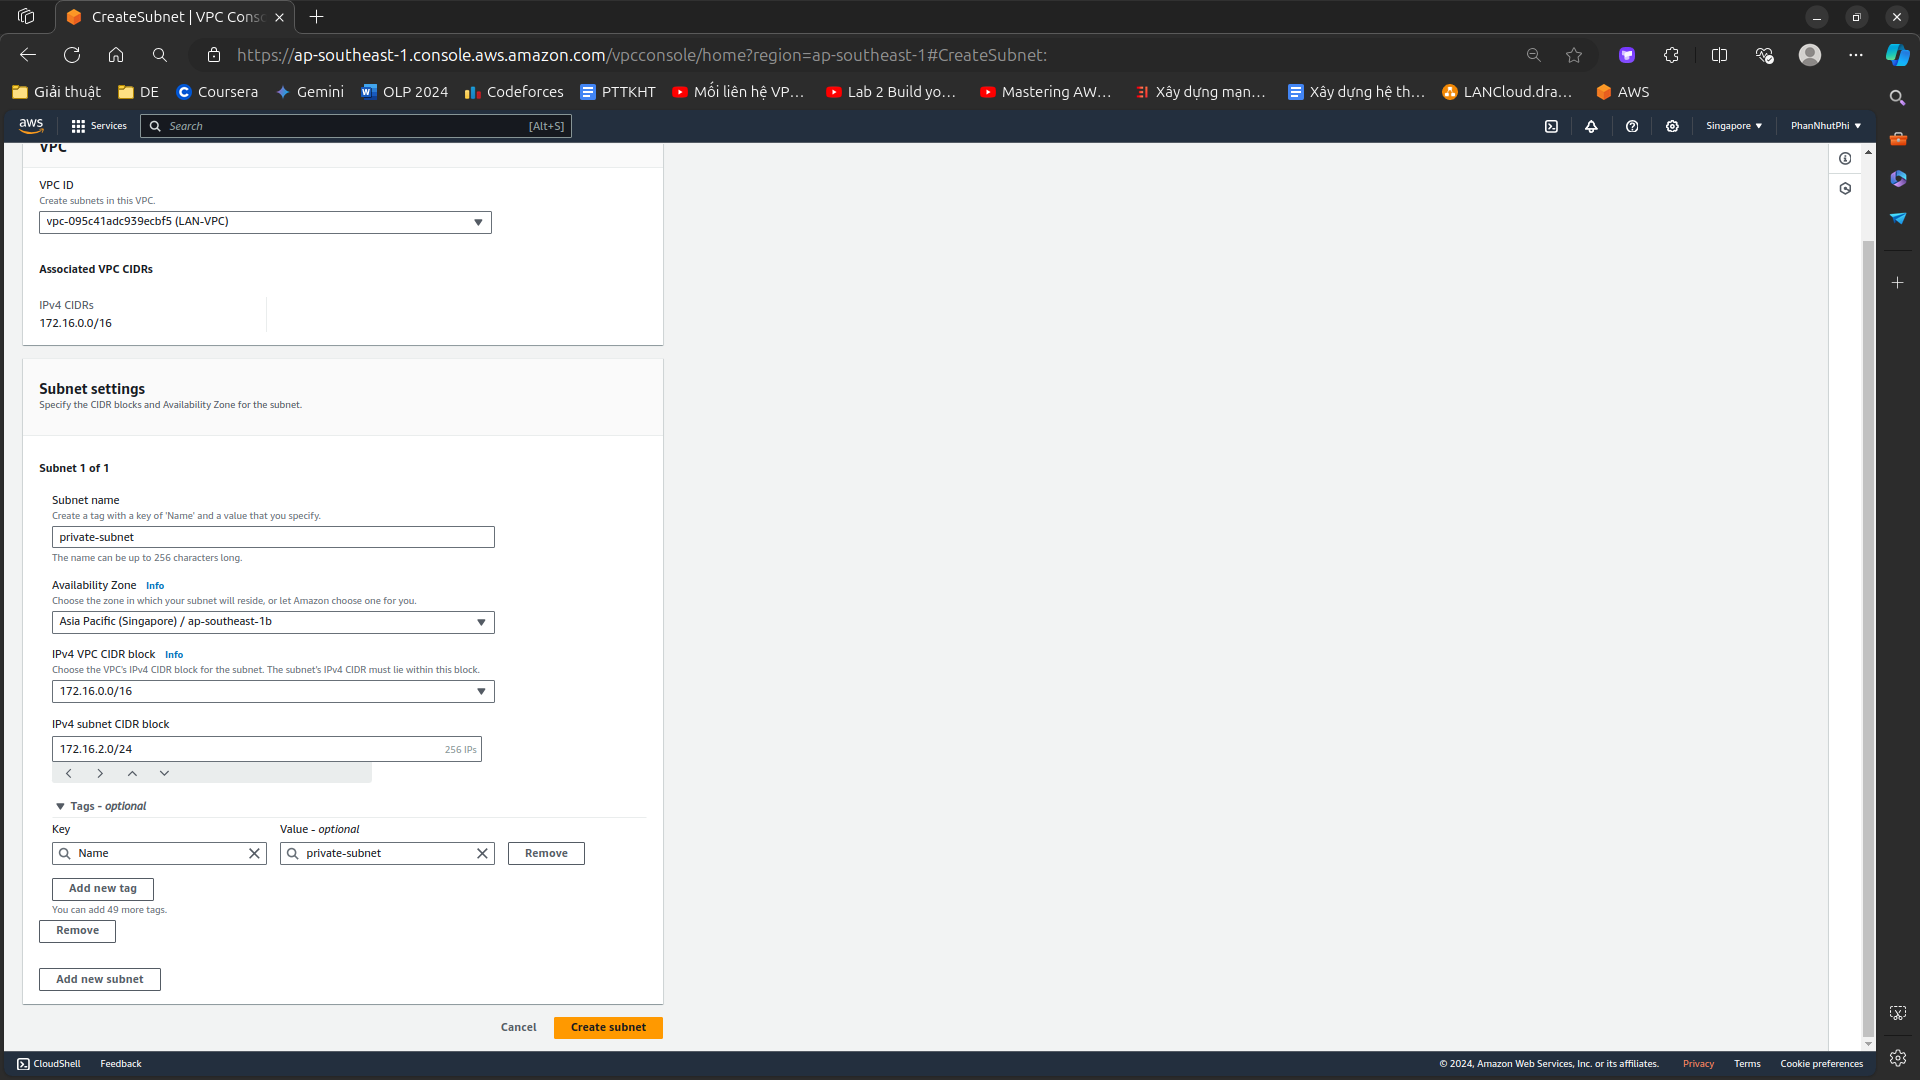 CreateSubnet | VPC Conso
https://ap-southeast-1.console.aws.amazon.com/vpcconsole/home?region=ap-southeast-1#CreateSubnet:
Giải thuật DE Coursera Gemini OLP 2024 Codeforces PTTKHT Mối liên hệ VP... Lab 2 Build yo... Mastering AW... Xây dựng mạn... Xây dựng hệ th... LANCloud.dra... AWS
aws Services Search [Alt+S] Singapore PhanNhutPhi
VPC
VPC ID
Create subnets in this VPC.
vpc-095c41adc939ecbf5 (LAN-VPC)
Associated VPC CIDRs
IPv4 CIDRs
172.16.0.0/16
Subnet settings
Specify the CIDR blocks and Availability Zone for the subnet.
Subnet 1 of 1
Subnet name
Create a tag with a key of 'Name' and a value that you specify.
private-subnet
The name can be up to 256 characters long.
Availability Zone Info
Choose the zone in which your subnet will reside, or let Amazon choose one for you.
Asia Pacific (Singapore) / ap-southeast-1b
IPv4 VPC CIDR block Info
Choose the VPC's IPv4 CIDR block for the subnet. The subnet's IPv4 CIDR must lie within this block.
172.16.0.0/16
IPv4 subnet CIDR block
172.16.2.0/24 256 IPs
Tags - optional
Key Value - optional
Name private-subnet Remove
Add new tag
You can add 49 more tags.
Remove
Add new subnet
Cancel Create subnet
CloudShell Feedback © 2024, Amazon Web Services, Inc. or its affiliates. Privacy Terms Cookie preferences